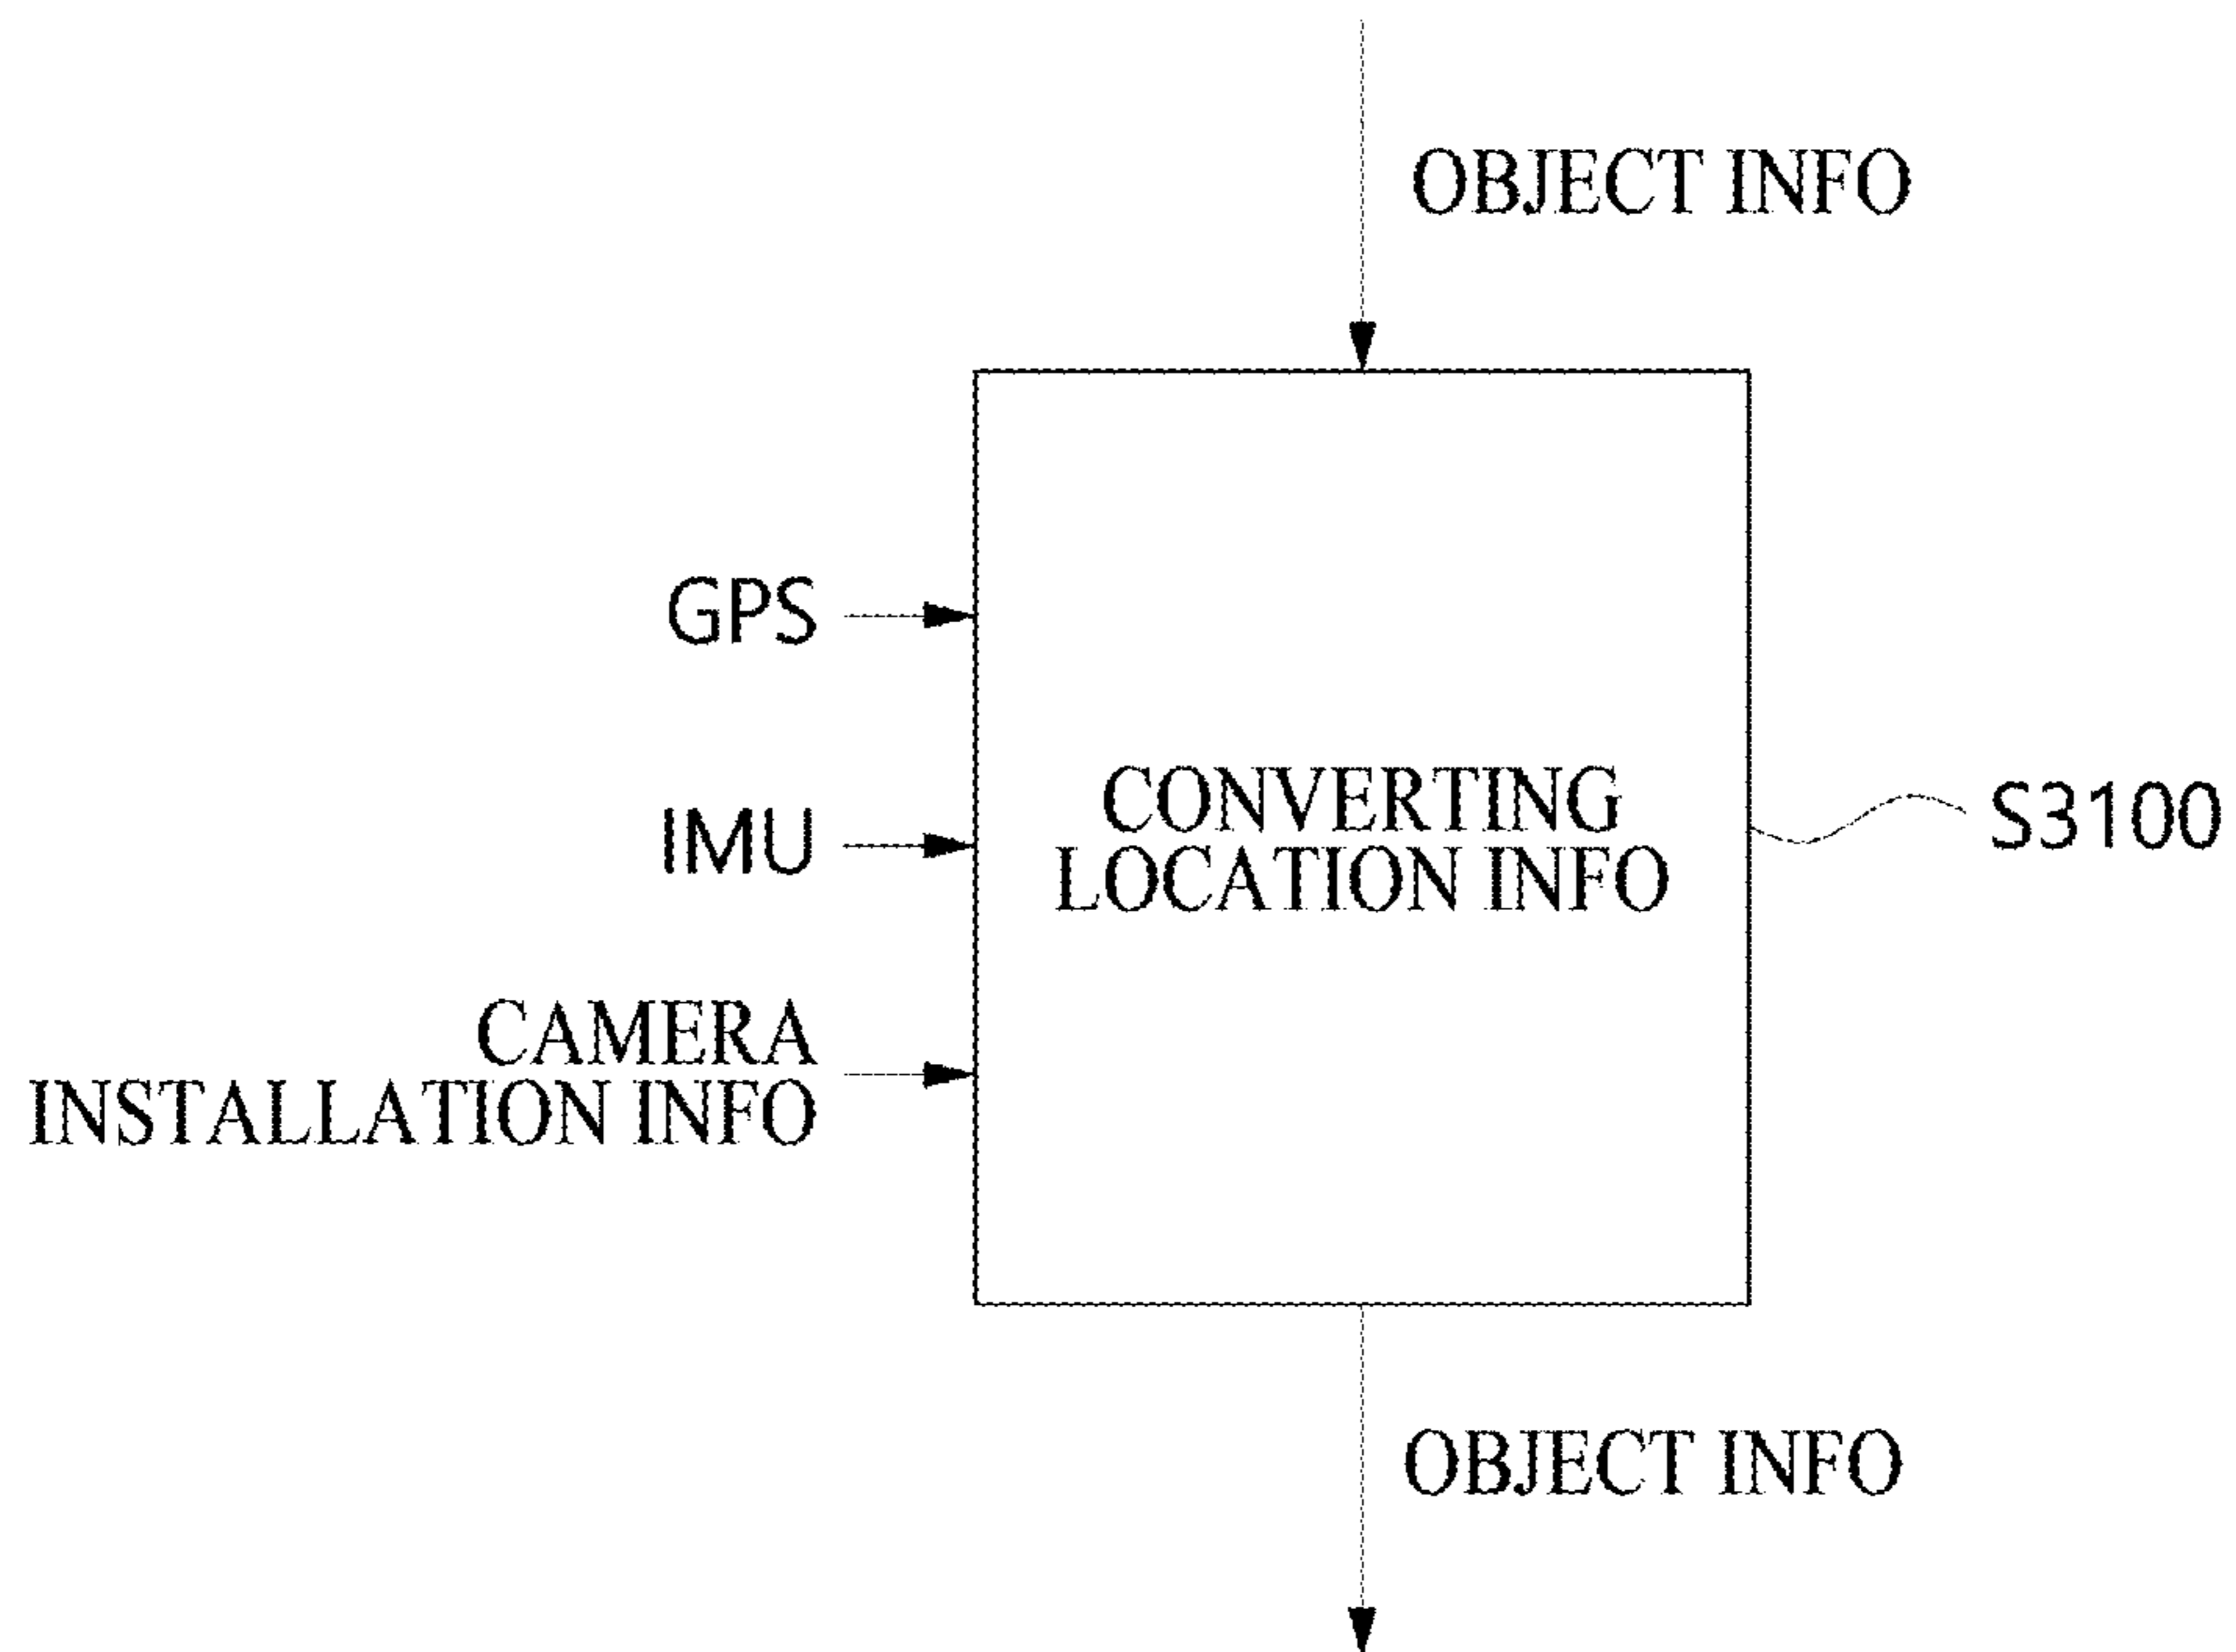 OBJECT INFO
GPS
IMU
CONVERTING
LOCATION INFO
S3100
CAMERA
INSTALLATION INFO
OBJECT INFO